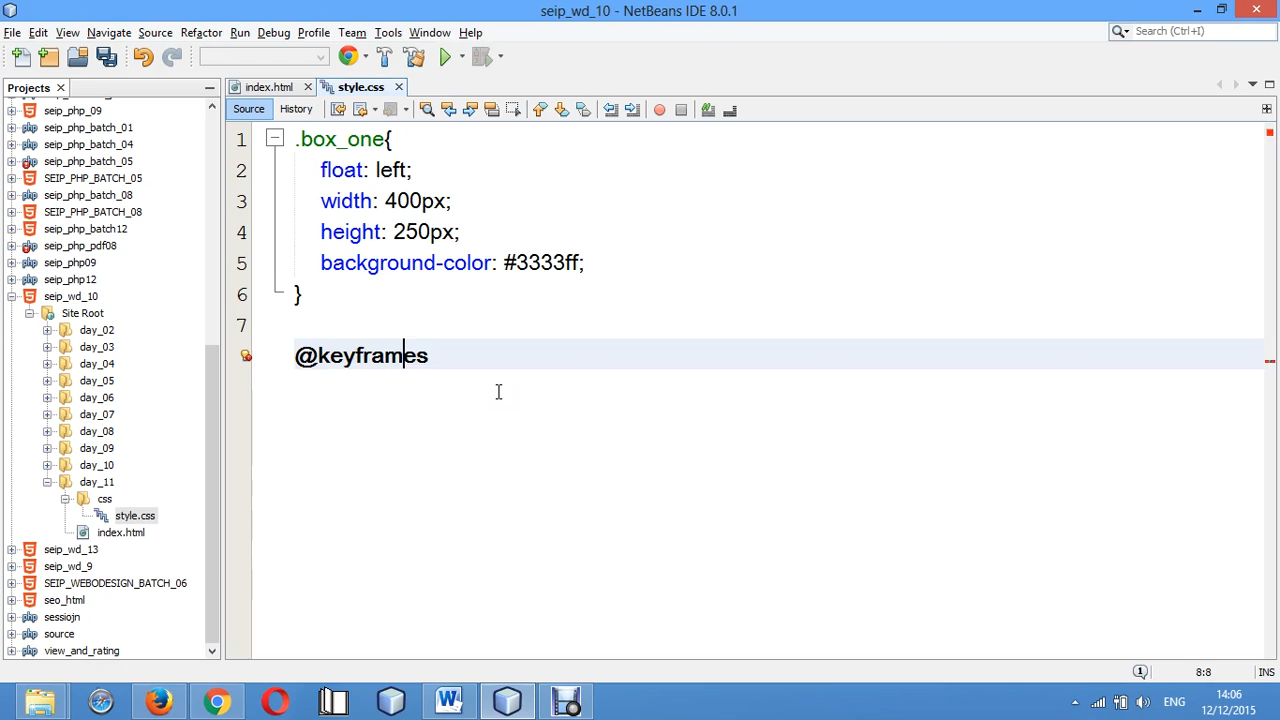 seip_wd_10 - NetBeans IDE 8.0.1
File Edit View Navigate Source Refactor Run Debug Profile Team Tools Window Help
Search (Ctrl+I)
Projects
index.html
style.css
Source
History
seip_php_09
seip_php_batch_01
seip_php_batch_04
seip_php_batch_05
SEIP_PHP_BATCH_05
seip_php_batch_08
SEIP_PHP_BATCH_08
seip_php_batch12
seip_php_pdf08
seip_php09
seip_php12
seip_wd_10
Site Root
day_02
day_03
day_04
day_05
day_06
day_07
day_08
day_09
day_10
day_11
css
style.css
index.html
seip_wd_13
seip_wd_9
SEIP_WEBODESIGN_BATCH_06
seo_html
sessiojn
source
view_and_rating
1 .box_one{
2 float: left;
3 width: 400px;
4 height: 250px;
5 background-color: #3333ff;
6 }
7
@keyframes
1
8:8
INS
ENG
14:06
12/12/2015